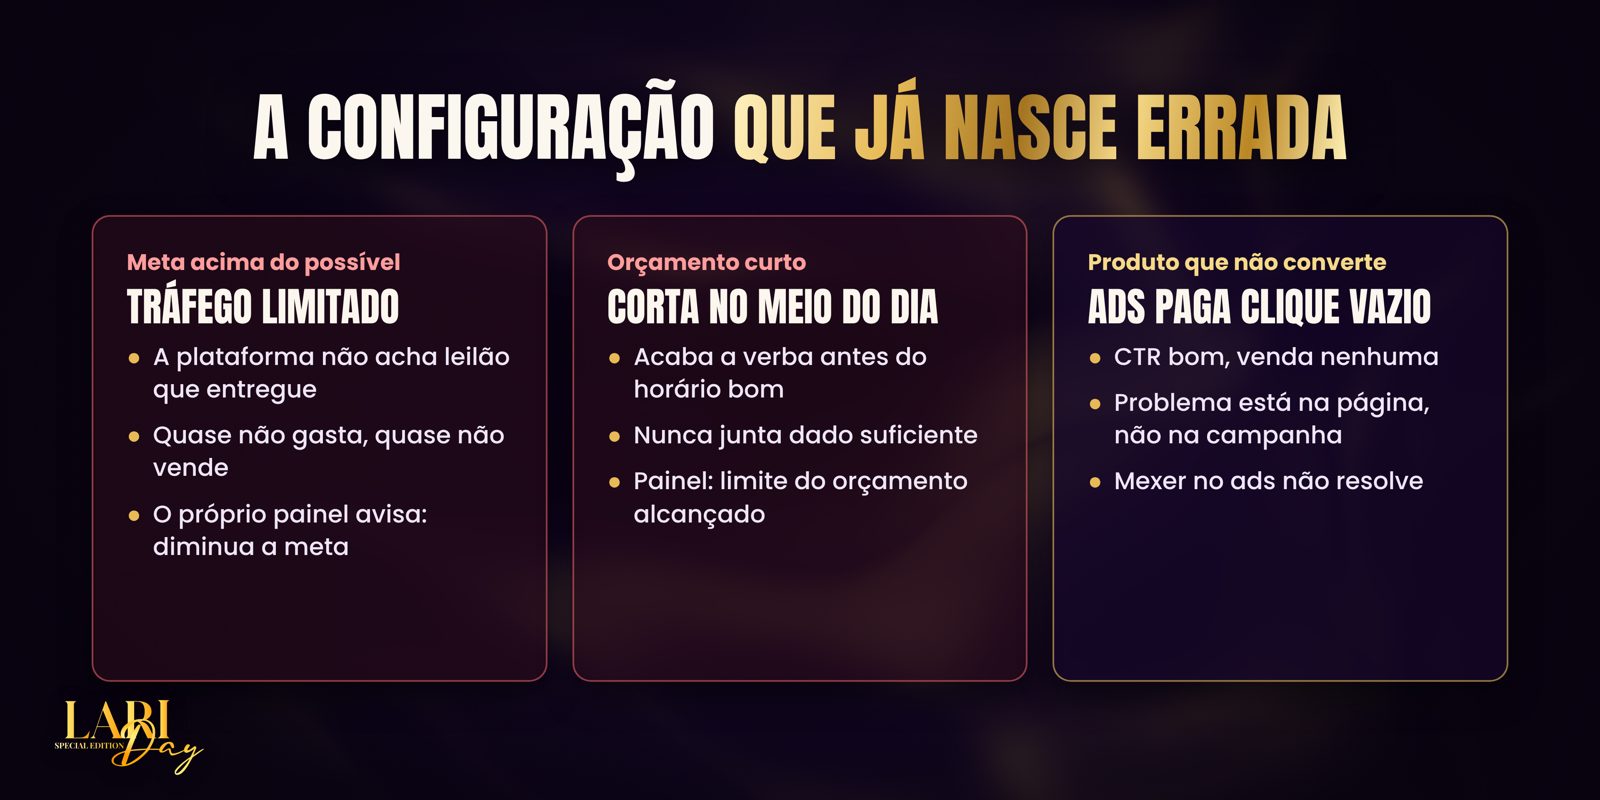 A CONFIGURAÇÃO QUE JÁ NASCE ERRADA
Meta acima do possível
TRÁFEGO LIMITADO
• A plataforma não acha leilão
que entregue
• Quase não gasta, quase não
vende
• O próprio painel avisa:
diminua a meta
Orçamento curto
CORTA NO MEIO DO DIA
• Acaba a verba antes do
horário bom
• Nunca junta dado suficiente
• Painel: limite do orçamento
alcançado
Produto que não converte
ADS PAGA CLIQUE VAZIO
• CTR bom, venda nenhuma
• Problema está na página,
não na campanha
• Mexer no ads não resolve
LARI
SPECIAL EDITION Day